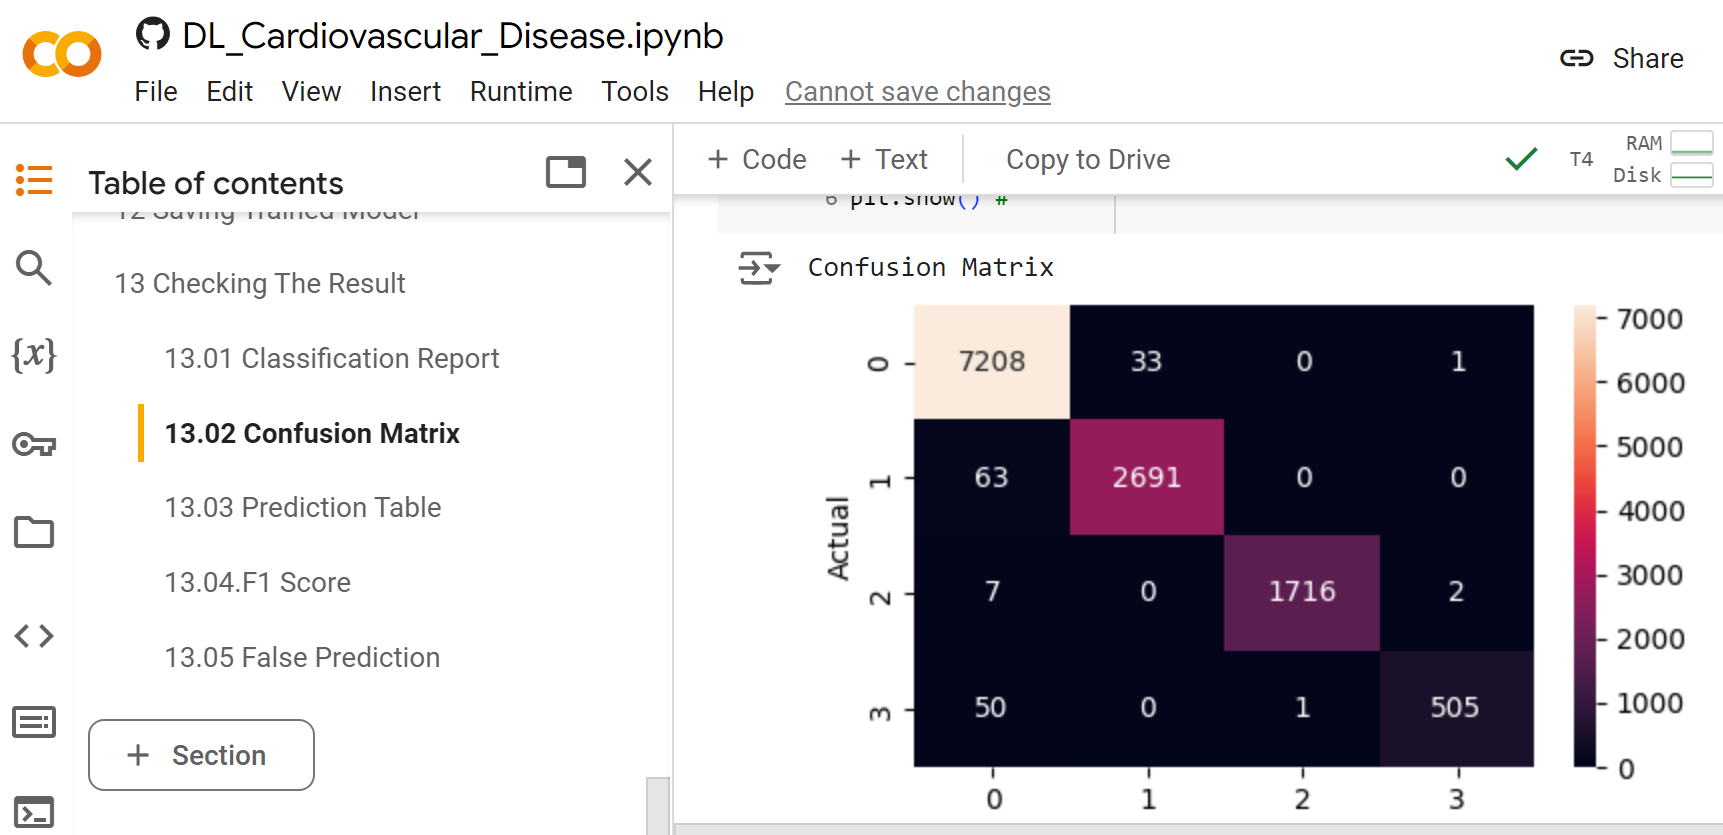 DL_Cardiovascular_Disease.ipynb
File Edit View Insert Runtime Tools Help Cannot save changes
Share
Table of contents
12 Saving Trained Model
13 Checking The Result
13.01 Classification Report
13.02 Confusion Matrix
13.03 Prediction Table
13.04.F1 Score
13.05 False Prediction
+ Section
+ Code + Text Copy to Drive
T4
RAM
Disk
6 plt.show() #
Confusion Matrix
Actual
0 7208 33 0 1
1 63 2691 0 0
2 7 0 1716 2
3 50 0 1 505
0 1 2 3
7000
6000
5000
4000
3000
2000
1000
0
{x}